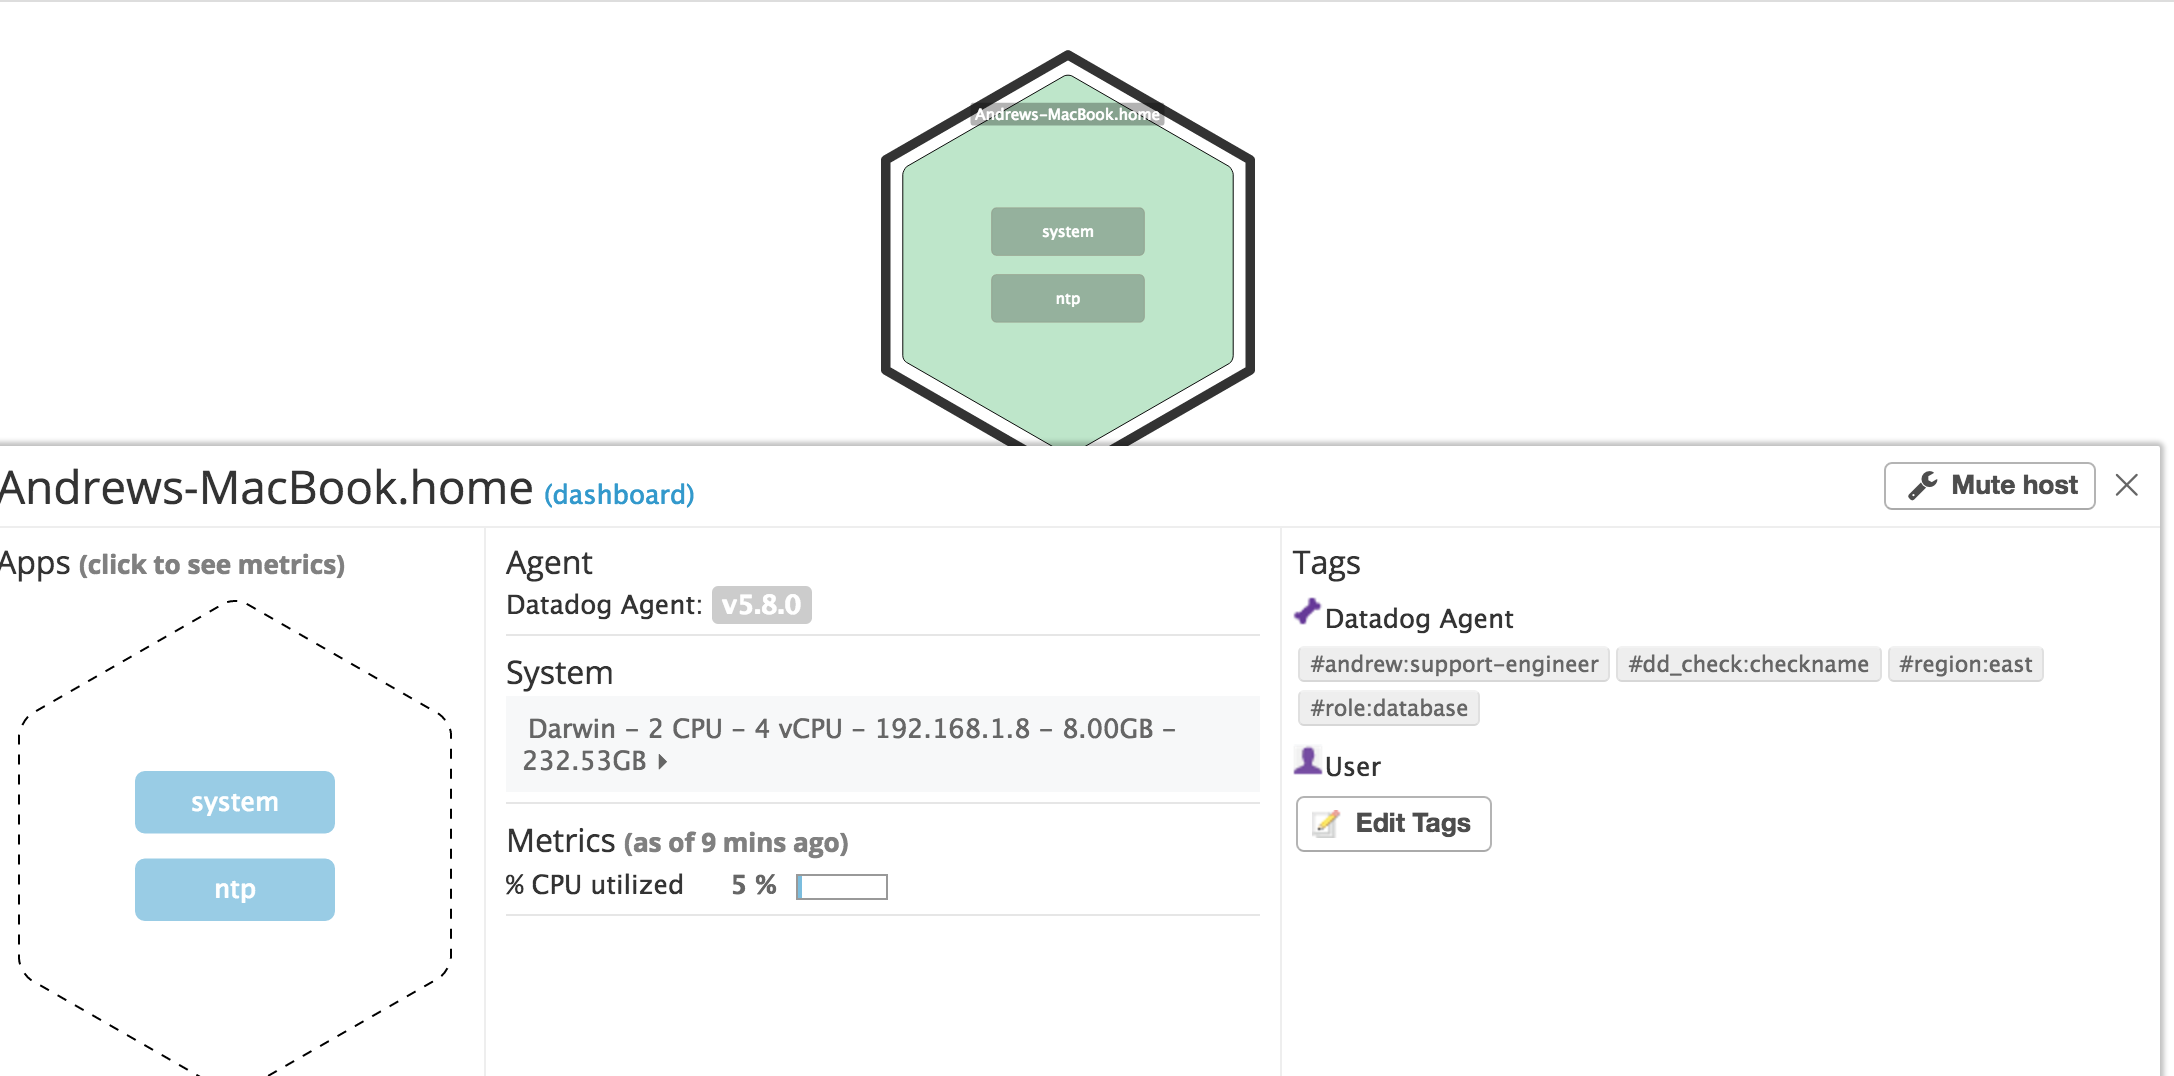 Andrews-MacBook.home
system
ntp
Andrews-MacBook.home (dashboard)
Mute host
Apps (click to see metrics)
system
ntp
Agent
Datadog Agent: v5.8.0
System
Darwin – 2 CPU – 4 vCPU – 192.168.1.8 – 8.00GB –
232.53GB
Metrics (as of 9 mins ago)
% CPU utilized 5 %
Tags
Datadog Agent
#andrew:support-engineer #dd_check:checkname #region:east
#role:database
User
Edit Tags